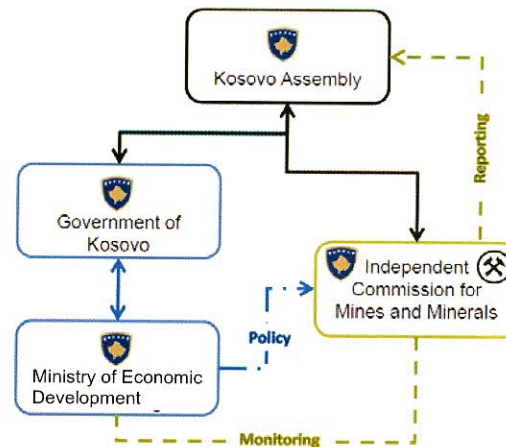 Kosovo Assembly
Reporting
Government of
Kosovo
Independent
Commission for
Mines and Minerals
Policy
Ministry of Economic
Development
Monitoring